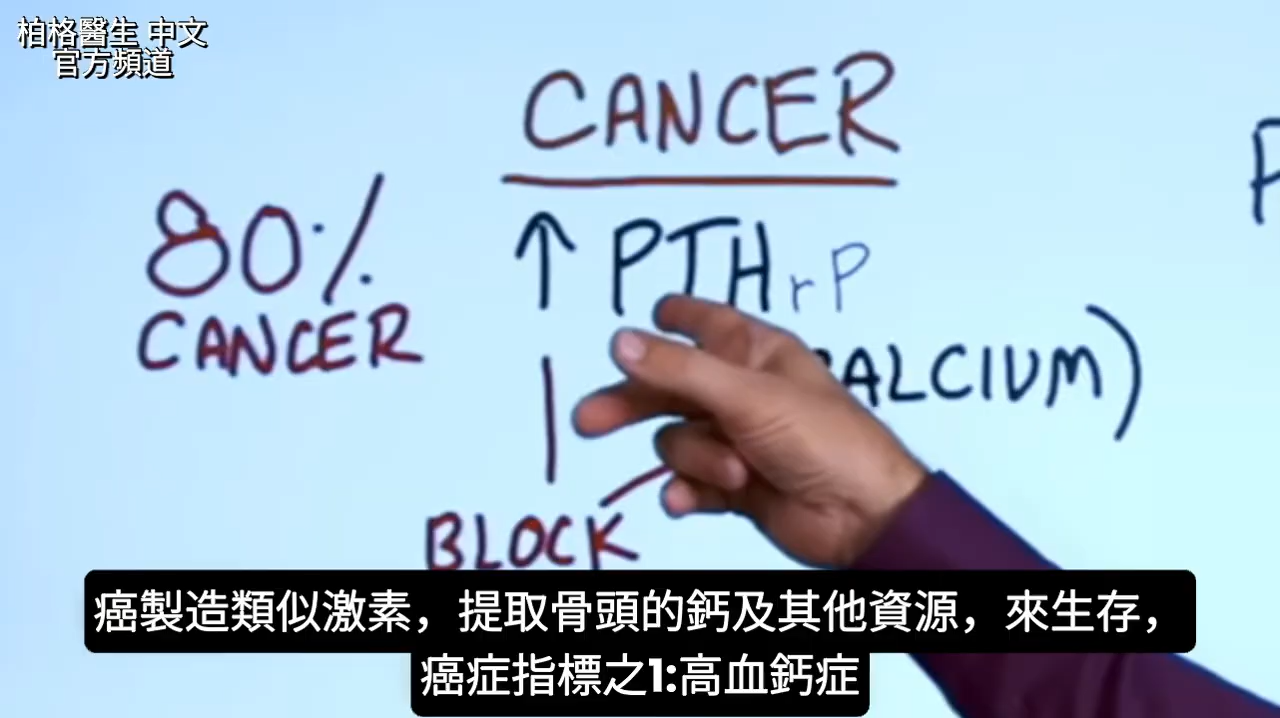 柏格醫生 中文
官方頻道
CANCER
80%
CANCER
↑ PTHrP
ALCIUM)
BLOCK
癌製造類似激素，提取骨頭的鈣及其他資源，來生存，
癌症指標之1:高血鈣症